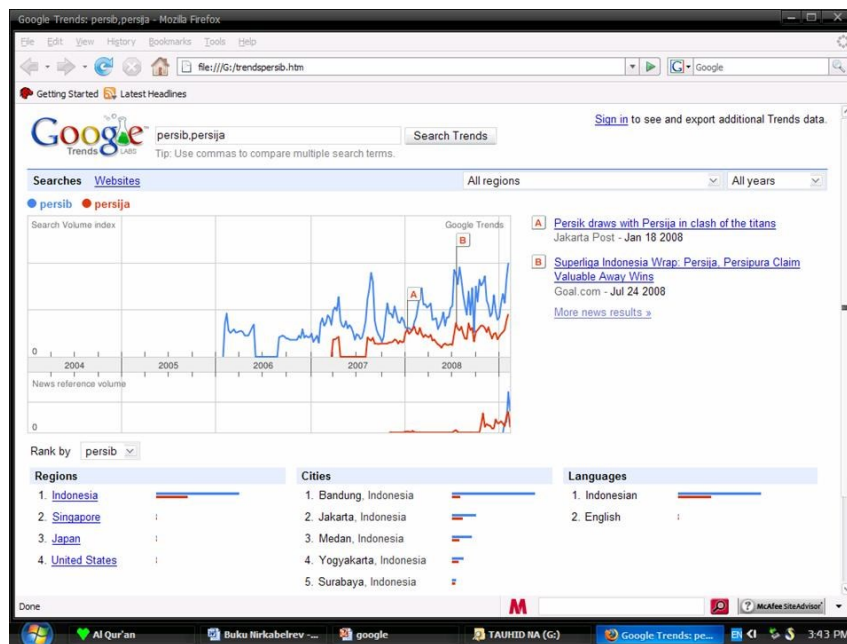 Google Trends: persib,persija - Mozilla Firefox
File Edit View History Bookmarks Tools Help
file:///G:/trendspersib.htm
G Google
Getting Started Latest Headlines
Sign in to see and export additional Trends data.
Google Trends LABS
persib,persija
Search Trends
Tip: Use commas to compare multiple search terms.
Searches Websites
All regions
All years
persib persija
Search Volume index
Google Trends
A
B
0
2004 2005 2006 2007 2008
News reference volume
0
A Persik draws with Persija in clash of the titans
Jakarta Post - Jan 18 2008
B Superliga Indonesia Wrap: Persija, Persipura Claim
Valuable Away Wins
Goal.com - Jul 24 2008
More news results »
Rank by persib
Regions
1. Indonesia
2. Singapore
3. Japan
4. United States
Cities
1. Bandung, Indonesia
2. Jakarta, Indonesia
3. Medan, Indonesia
4. Yogyakarta, Indonesia
5. Surabaya, Indonesia
Languages
1. Indonesian
2. English
Done
M
? McAfee SiteAdvisor
Al Qur'an
Buku Nirkabelrev -...
google
TAUHID NA (G:)
Google Trends: pe...
EN
3:43 PM